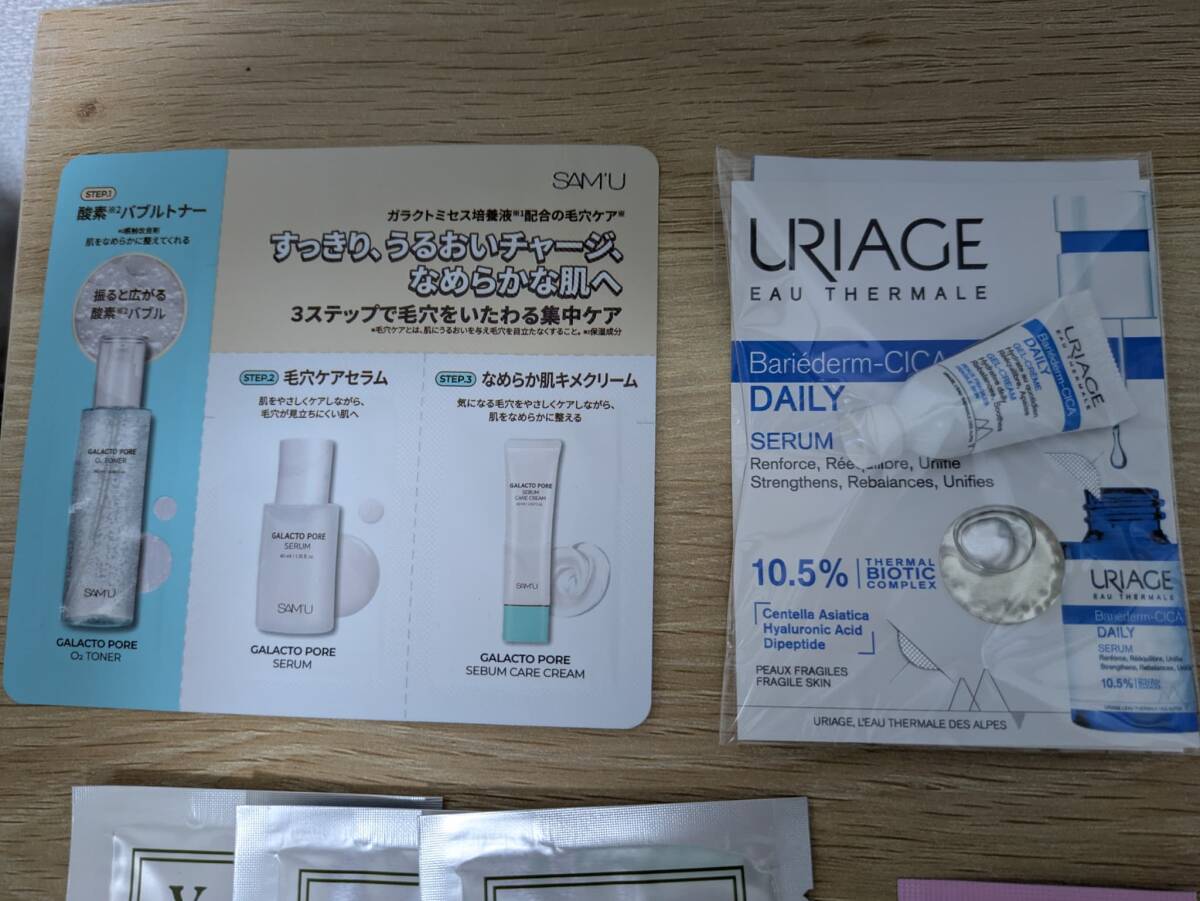 STEP.1
酸素※2バブルトナー
肌をなめらかに整えてくれる
振ると広がる
酸素※2バブル
GALACTO PORE
O₂ TONER
SAM'U
GALACTO PORE
O₂ TONER
SAM'U
ガラクトミセス培養液※1配合の毛穴ケア※
すっきり、うるおいチャージ、
なめらかな肌へ
3ステップで毛穴をいたわる集中ケア
※毛穴ケアとは、肌にうるおいを与え毛穴を目立たなくすること。※1保湿成分
STEP.2 毛穴ケアセラム
肌をやさしくケアしながら、
毛穴が見立ちにくい肌へ
GALACTO PORE
SERUM
SAM'U
GALACTO PORE
SERUM
STEP.3 なめらか肌キメクリーム
気になる毛穴をやさしくケアしながら、
肌をなめらかに整える
GALACTO PORE
SEBUM
CARE CREAM
SAM'U
GALACTO PORE
SEBUM CARE CREAM
URIAGE
EAU THERMALE
Bariéderm-CICA
DAILY
SERUM
Renforce, Rééquilibre, Unifie
Strengthens, Rebalances, Unifies
10.5% THERMAL
BIOTIC
COMPLEX
Centella Asiatica
Hyaluronic Acid
Dipeptide
PEAUX FRAGILES
FRAGILE SKIN
URIAGE, L'EAU THERMALE DES ALPES
URIAGE
EAU THERMALE
Bariéderm-CICA
DAILY
GEL-CRÈME
GEL-CREAM
URIAGE
EAU THERMALE
Bariéderm-CICA
DAILY
SERUM
Renforce, Rééquilibre, Unifie
Strengthens, Rebalances, Unifies
10.5%